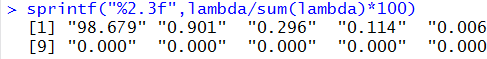 > sprintf("%2.3f",lambda/sum(lambda)*100)
[1] "98.679" "0.901" "0.296" "0.114" "0.006
[9] "0.000" "0.000" "0.000" "0.000" "0.000